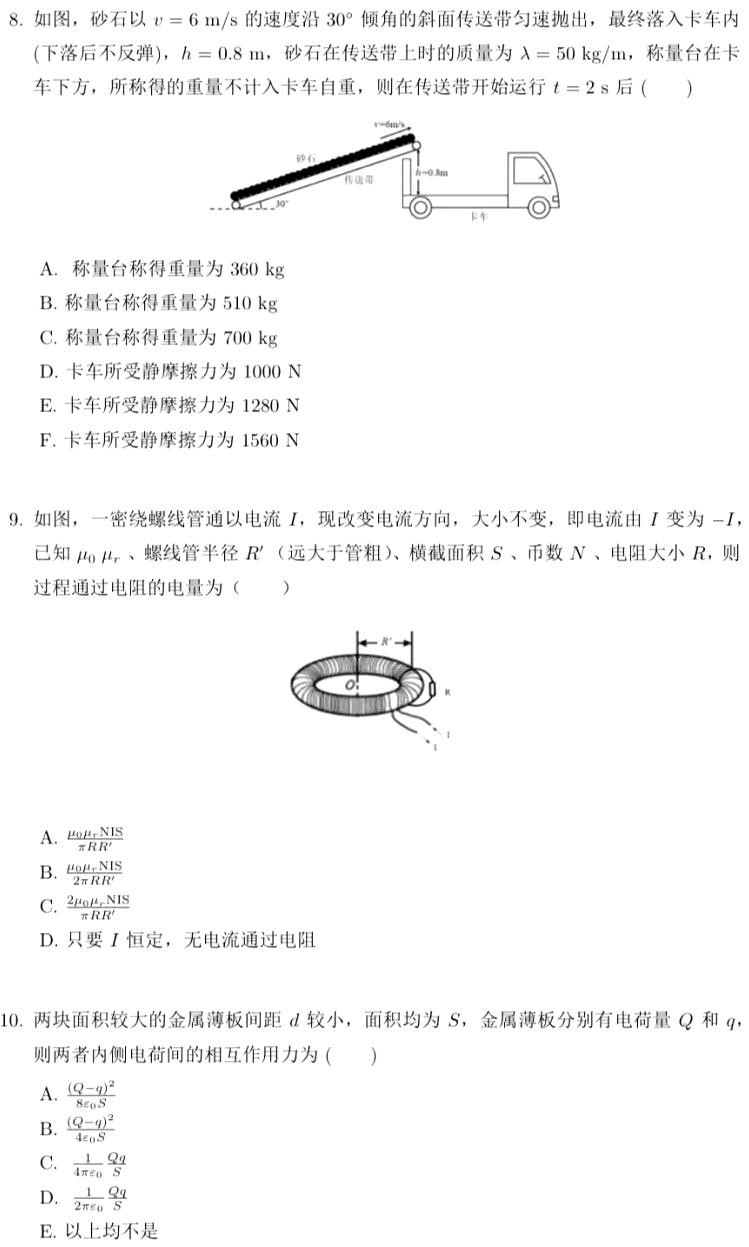 8. 如图，砂石以 v = 6 m/s 的速度沿 30° 倾角的斜面传送带匀速抛出，最终落入卡车内
(下落后不反弹)，h = 0.8 m，砂石在传送带上时的质量为 λ = 50 kg/m，称量台在卡
车下方，所称得的重量不计入卡车自重，则在传送带开始运行 t = 2 s 后 ( )
v=6m/s
砂石
h=0.8m
传送带
30°
卡车
A. 称量台称得重量为 360 kg
B. 称量台称得重量为 510 kg
C. 称量台称得重量为 700 kg
D. 卡车所受静摩擦力为 1000 N
E. 卡车所受静摩擦力为 1280 N
F. 卡车所受静摩擦力为 1560 N
9. 如图，一密绕螺线管通以电流 I，现改变电流方向，大小不变，即电流由 I 变为 −I，
已知 μ₀ μᵣ 、螺线管半径 R′（远大于管粗）、横截面积 S 、币数 N 、电阻大小 R，则
过程通过电阻的电量为（ ）
R′
O
R
I
I
A. \frac{μ₀μᵣNIS}{πRR′}
B. \frac{μ₀μᵣNIS}{2πRR′}
C. \frac{2μ₀μᵣNIS}{πRR′}
D. 只要 I 恒定，无电流通过电阻
10. 两块面积较大的金属薄板间距 d 较小，面积均为 S，金属薄板分别有电荷量 Q 和 q，
则两者内侧电荷间的相互作用力为 ( )
A. \frac{(Q−q)²}{8ε₀S}
B. \frac{(Q−q)²}{4ε₀S}
C. \frac{1}{4πε₀} \frac{Qq}{S}
D. \frac{1}{2πε₀} \frac{Qq}{S}
E. 以上均不是